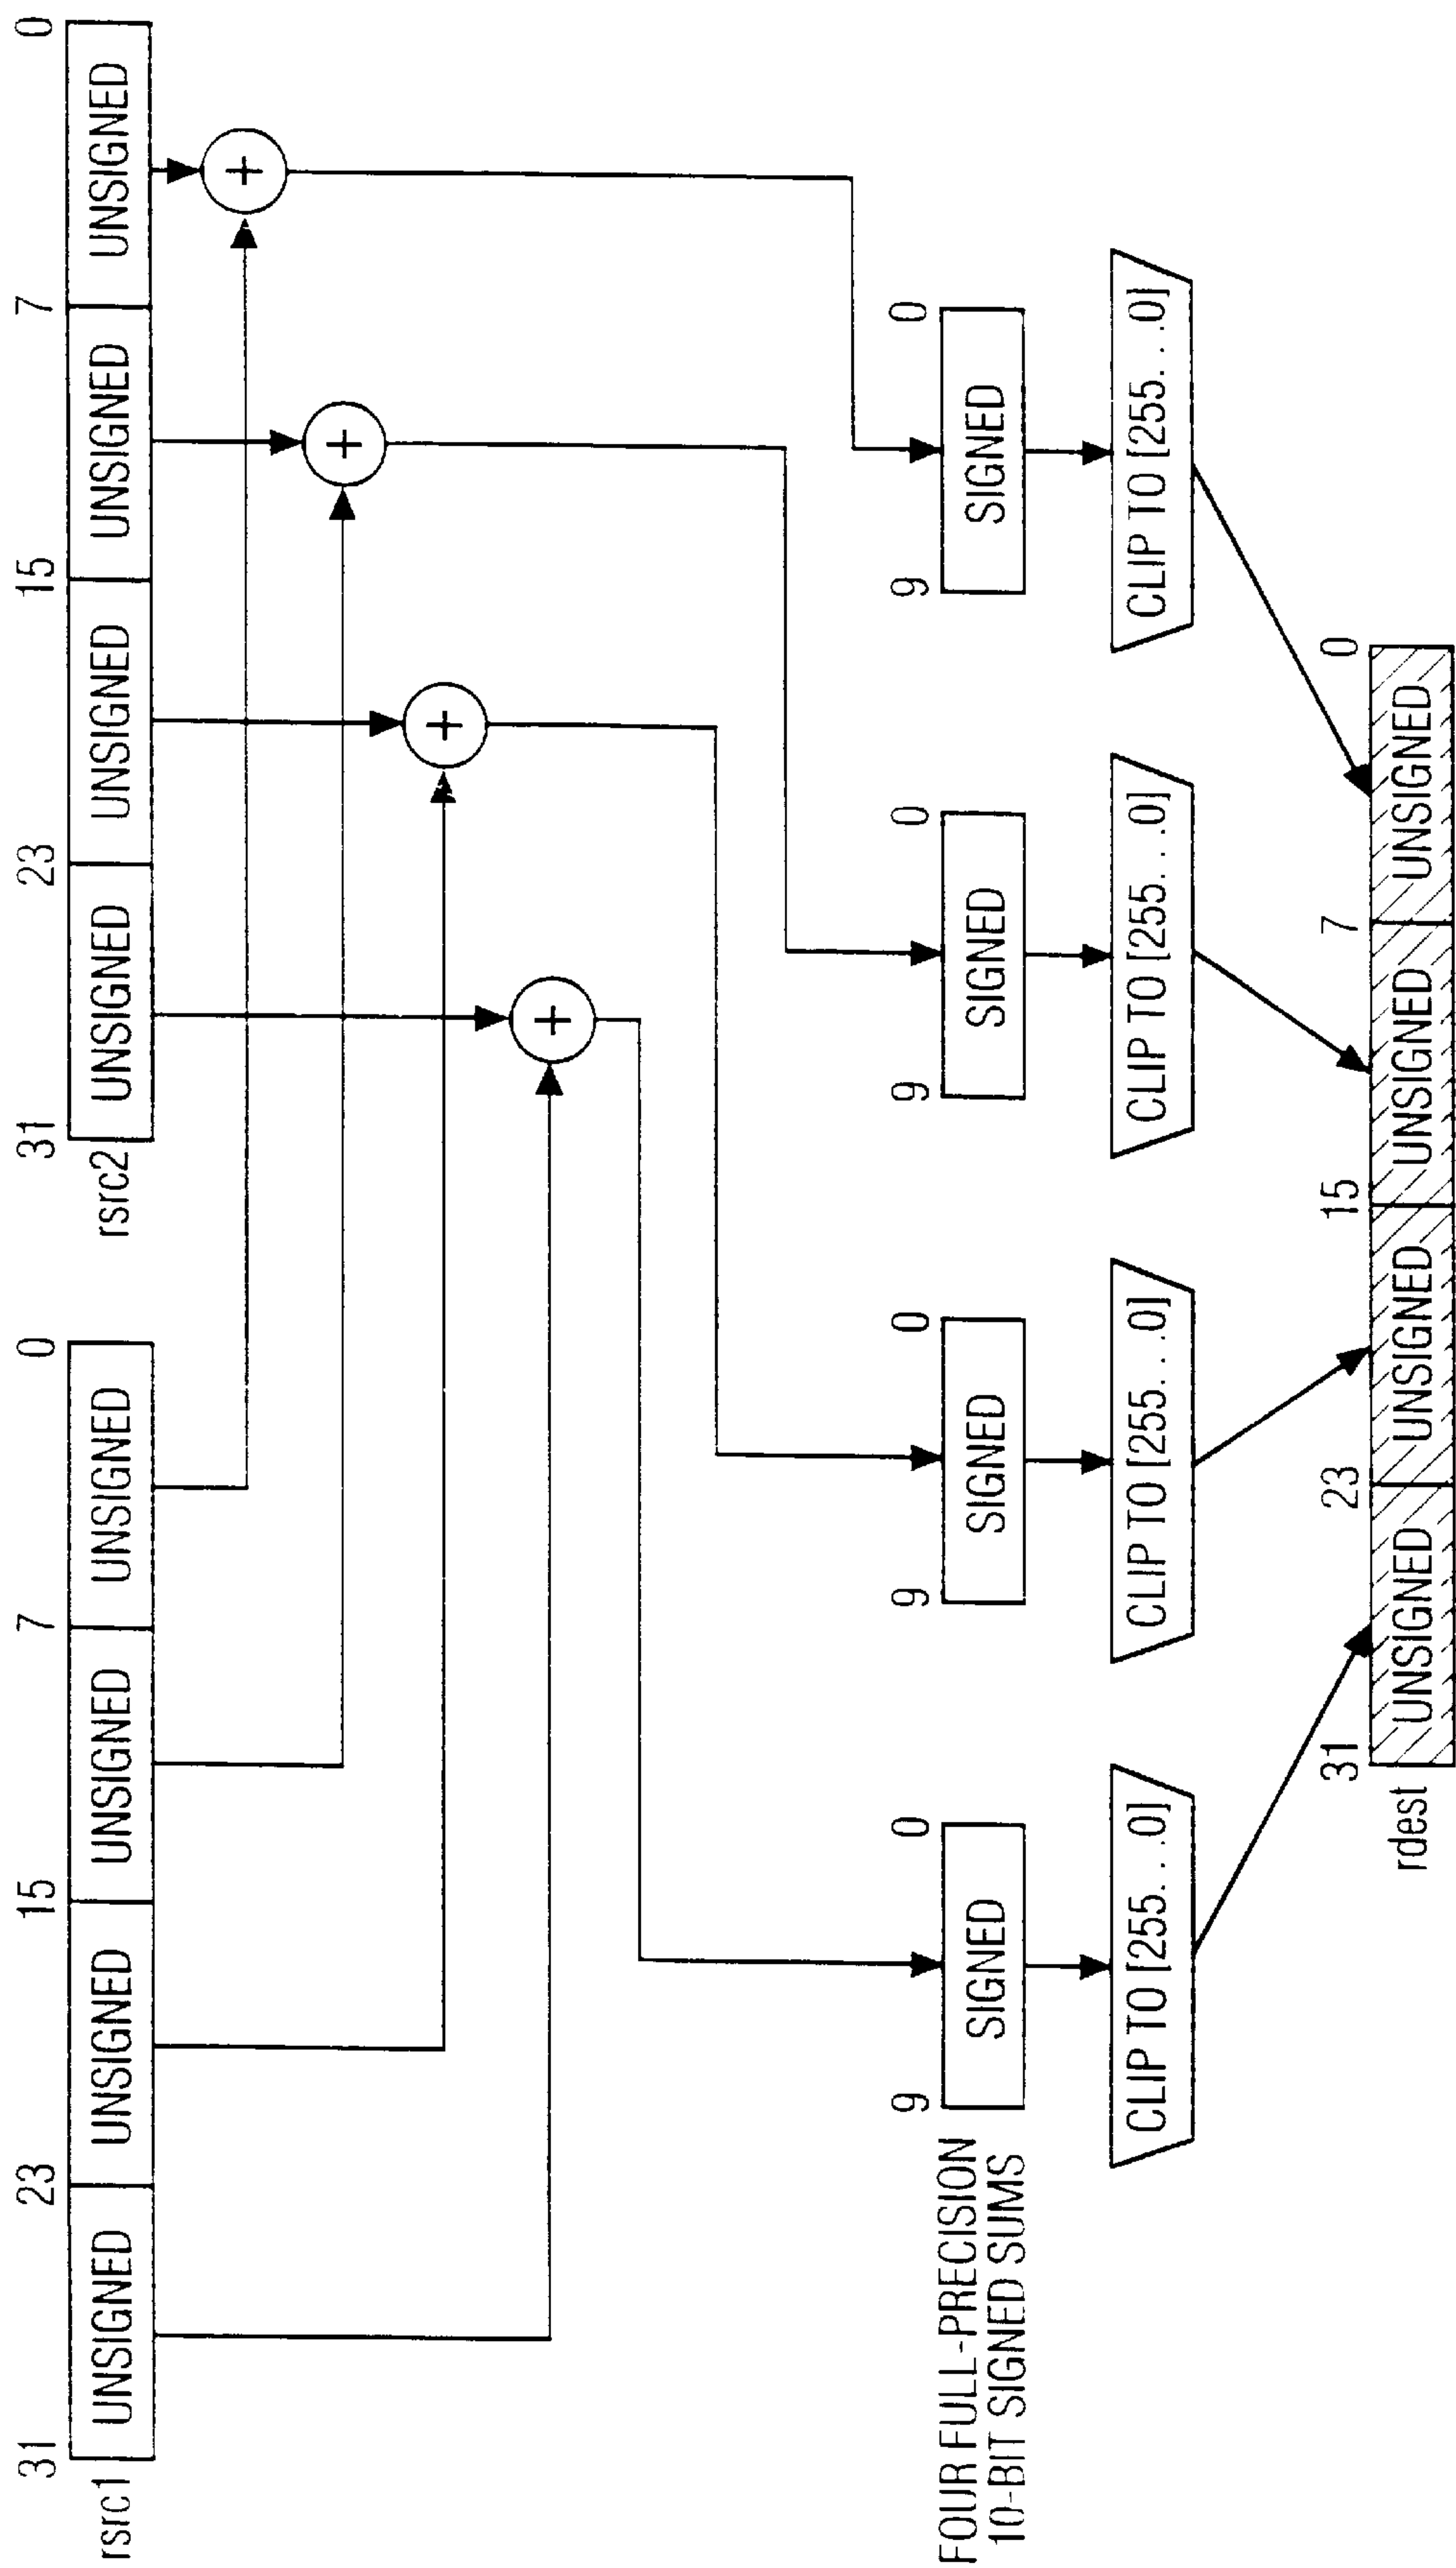 31 23 15 7 0 31 23 15 7 0
rsrc1 UNSIGNED UNSIGNED UNSIGNED UNSIGNED rsrc2 UNSIGNED UNSIGNED UNSIGNED UNSIGNED
+
+
+
+
9 0 9 0 9 0 9 0
FOUR FULL-PRECISION
10-BIT SIGNED SUMS
SIGNED SIGNED SIGNED SIGNED
CLIP TO [255. . .0] CLIP TO [255. . .0] CLIP TO [255. . .0] CLIP TO [255. . .0]
31 23 15 7 0
rdest UNSIGNED UNSIGNED UNSIGNED UNSIGNED